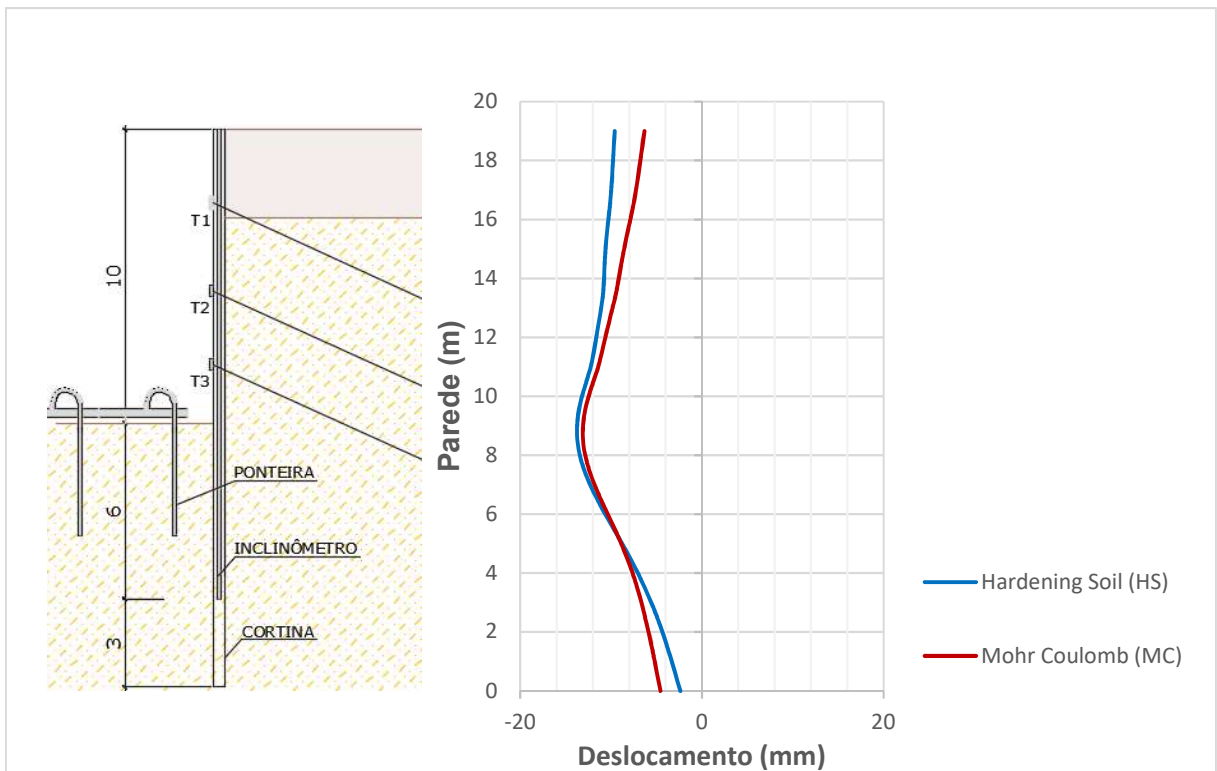 T1
10
T2
T3
PONTEIRA
6
INCLINÔMETRO
3
CORTINA
Parede (m)
20
18
16
14
12
10
8
6
4
2
0
-20
0
20
Deslocamento (mm)
Hardening Soil (HS)
Mohr Coulomb (MC)